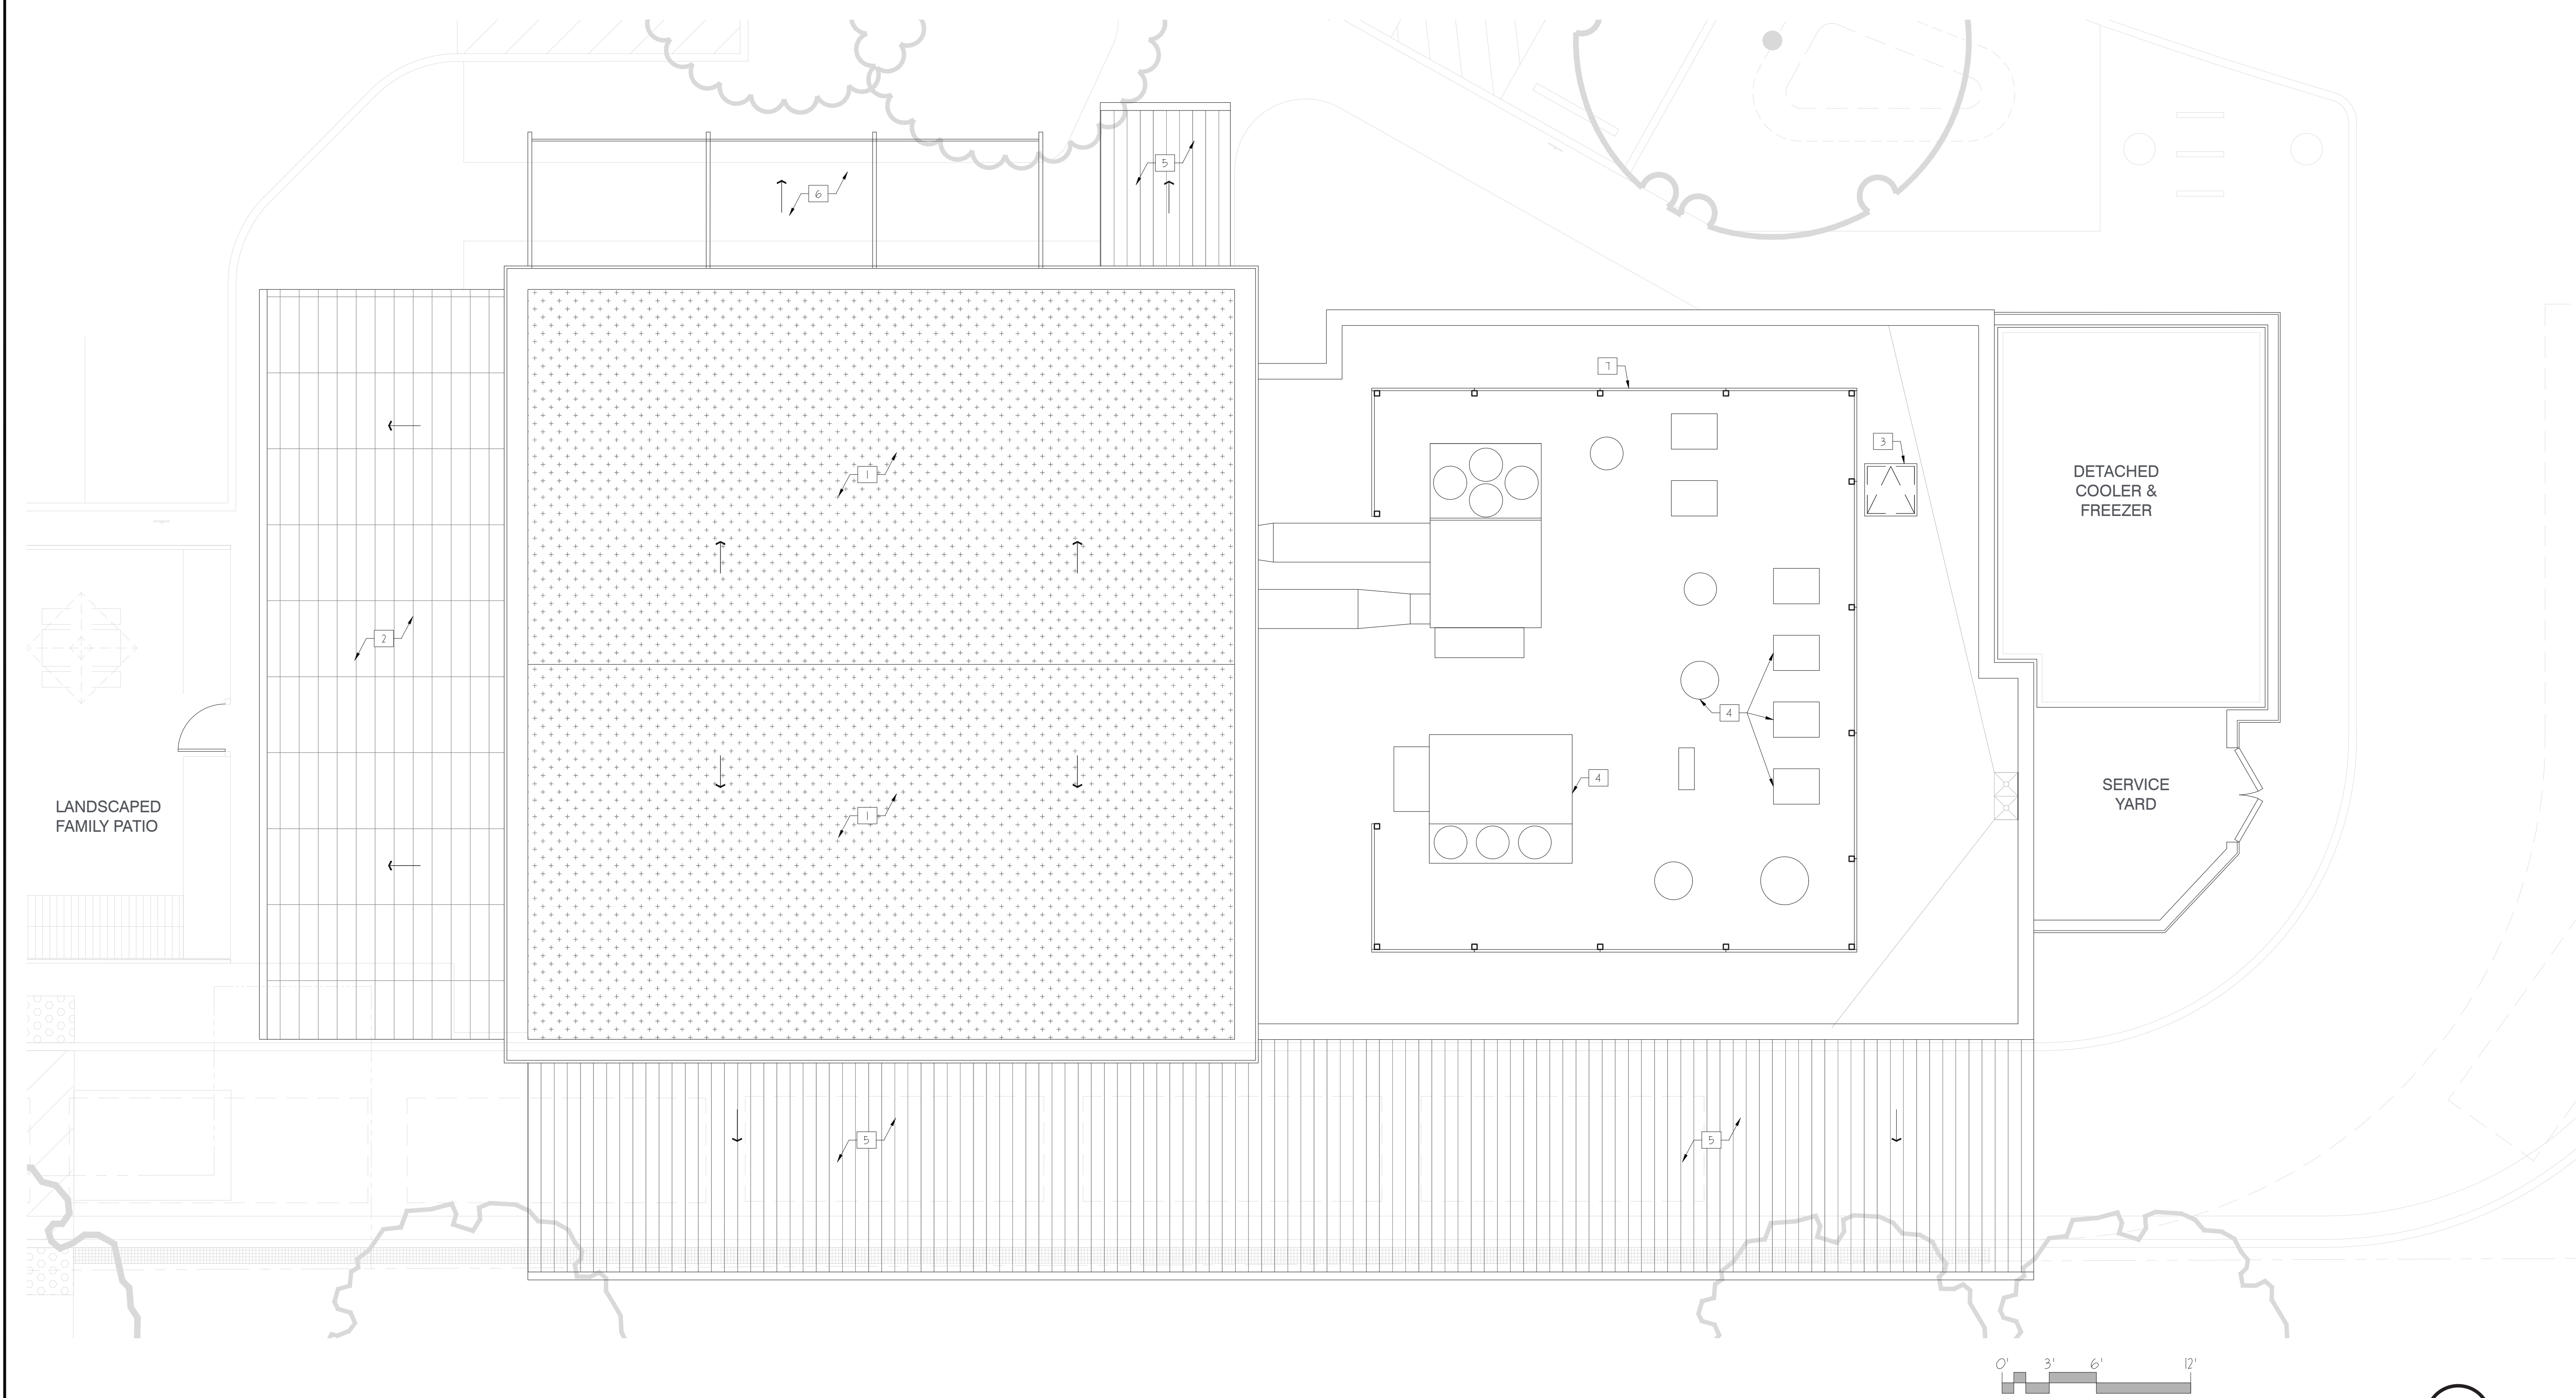 5
6
7
3
1
DETACHED
COOLER &
FREEZER
2
4
4
SERVICE
YARD
LANDSCAPED
FAMILY PATIO
1
5
5
0' 3' 6' 12'